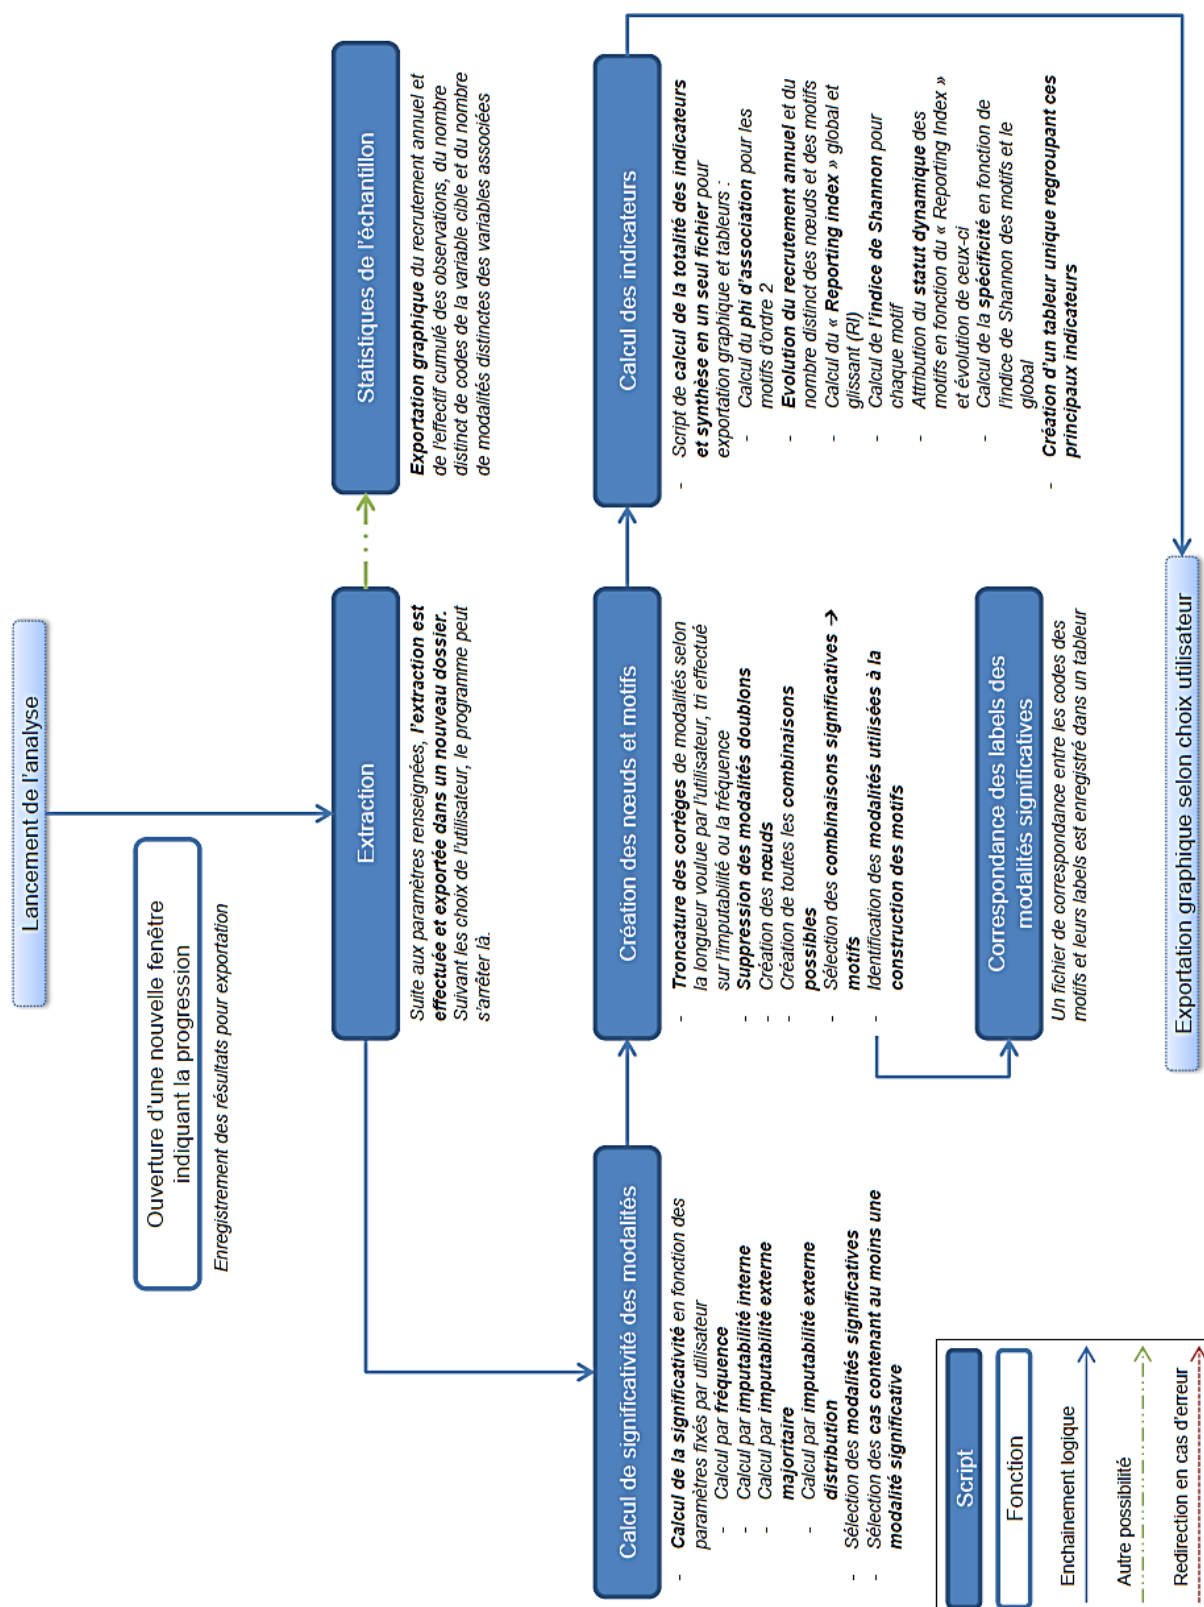 Lancement de l'analyse
Ouverture d'une nouvelle fenêtre
indiquant la progression
Enregistrement des résultats pour exportation
Extraction
Suite aux paramètres renseignées, l'extraction est
effectuée et exportée dans un nouveau dossier.
Suivant les choix de l'utilisateur, le programme peut
s'arrêter là.
Statistiques de l'échantillon
Exportation graphique du recrutement annuel et
de l'effectif cumulé des observations, du nombre
distinct de codes de la variable cible et du nombre
de modalités distinctes des variables associées
Calcul de significativité des modalités
- Calcul de la significativité en fonction des
paramètres fixés par utilisateur
- Calcul par fréquence
- Calcul par imputabilité interne
- Calcul par imputabilité externe
majoritaire
- Calcul par imputabilité externe
distribution
- Sélection des modalités significatives
- Sélection des cas contenant au moins une
modalité significative
Création des nœuds et motifs
- Troncature des cortèges de modalités selon
la longueur voulue par l'utilisateur, tri effectué
sur l'imputabilité ou la fréquence
- Suppression des modalités doublons
- Création des nœuds
- Création de toutes les combinaisons
possibles
- Sélection des combinaisons significatives →
motifs
- Identification des modalités utilisées à la
construction des motifs
Correspondance des labels des
modalités significatives
Un fichier de correspondance entre les codes des
motifs et leurs labels est enregistré dans un tableur
Calcul des indicateurs
- Script de calcul de la totalité des indicateurs
et synthèse en un seul fichier pour
exportation graphique et tableurs :
- Calcul du phi d'association pour les
motifs d'ordre 2
- Evolution du recrutement annuel et du
nombre distinct des nœuds et des motifs
- Calcul du « Reporting index » global et
glissant (RI)
- Calcul de l'indice de Shannon pour
chaque motif
- Attribution du statut dynamique des
motifs en fonction du « Reporting Index »
et évolution de ceux-ci
- Calcul de la spécificité en fonction de
l'indice de Shannon des motifs et le
global
- Création d'un tableur unique regroupant ces
principaux indicateurs
Exportation graphique selon choix utilisateur
Script
Fonction
Enchainement logique
Autre possibilité
Redirection en cas d'erreur